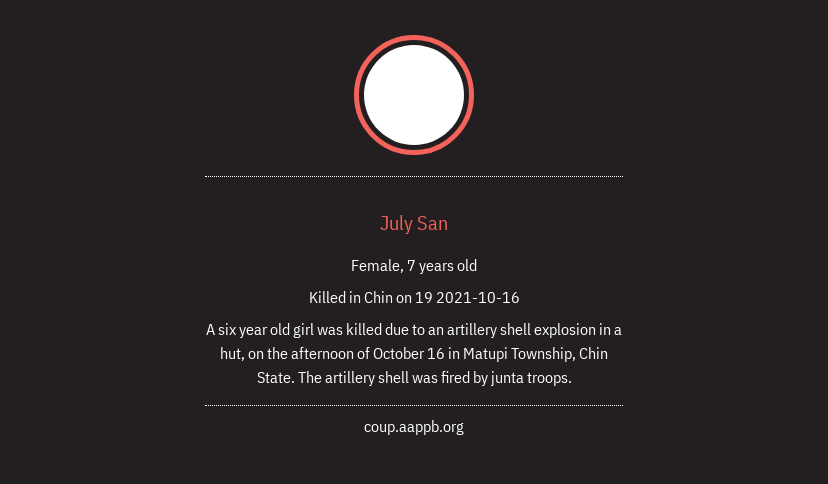 July San
Female, 7 years old
Killed in Chin on 19 2021-10-16
A six year old girl was killed due to an artillery shell explosion in a
hut, on the afternoon of October 16 in Matupi Township, Chin
State. The artillery shell was fired by junta troops.
coup.aappb.org